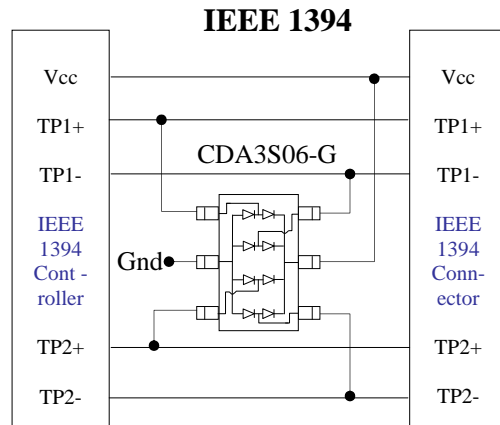 IEEE 1394
Vcc
Vcc
TP1+
TP1+
CDA3S06-G
TP1-
TP1-
IEEE
1394
Cont -
roller
Gnd
IEEE
1394
Conn-
ector
TP2+
TP2+
TP2-
TP2-